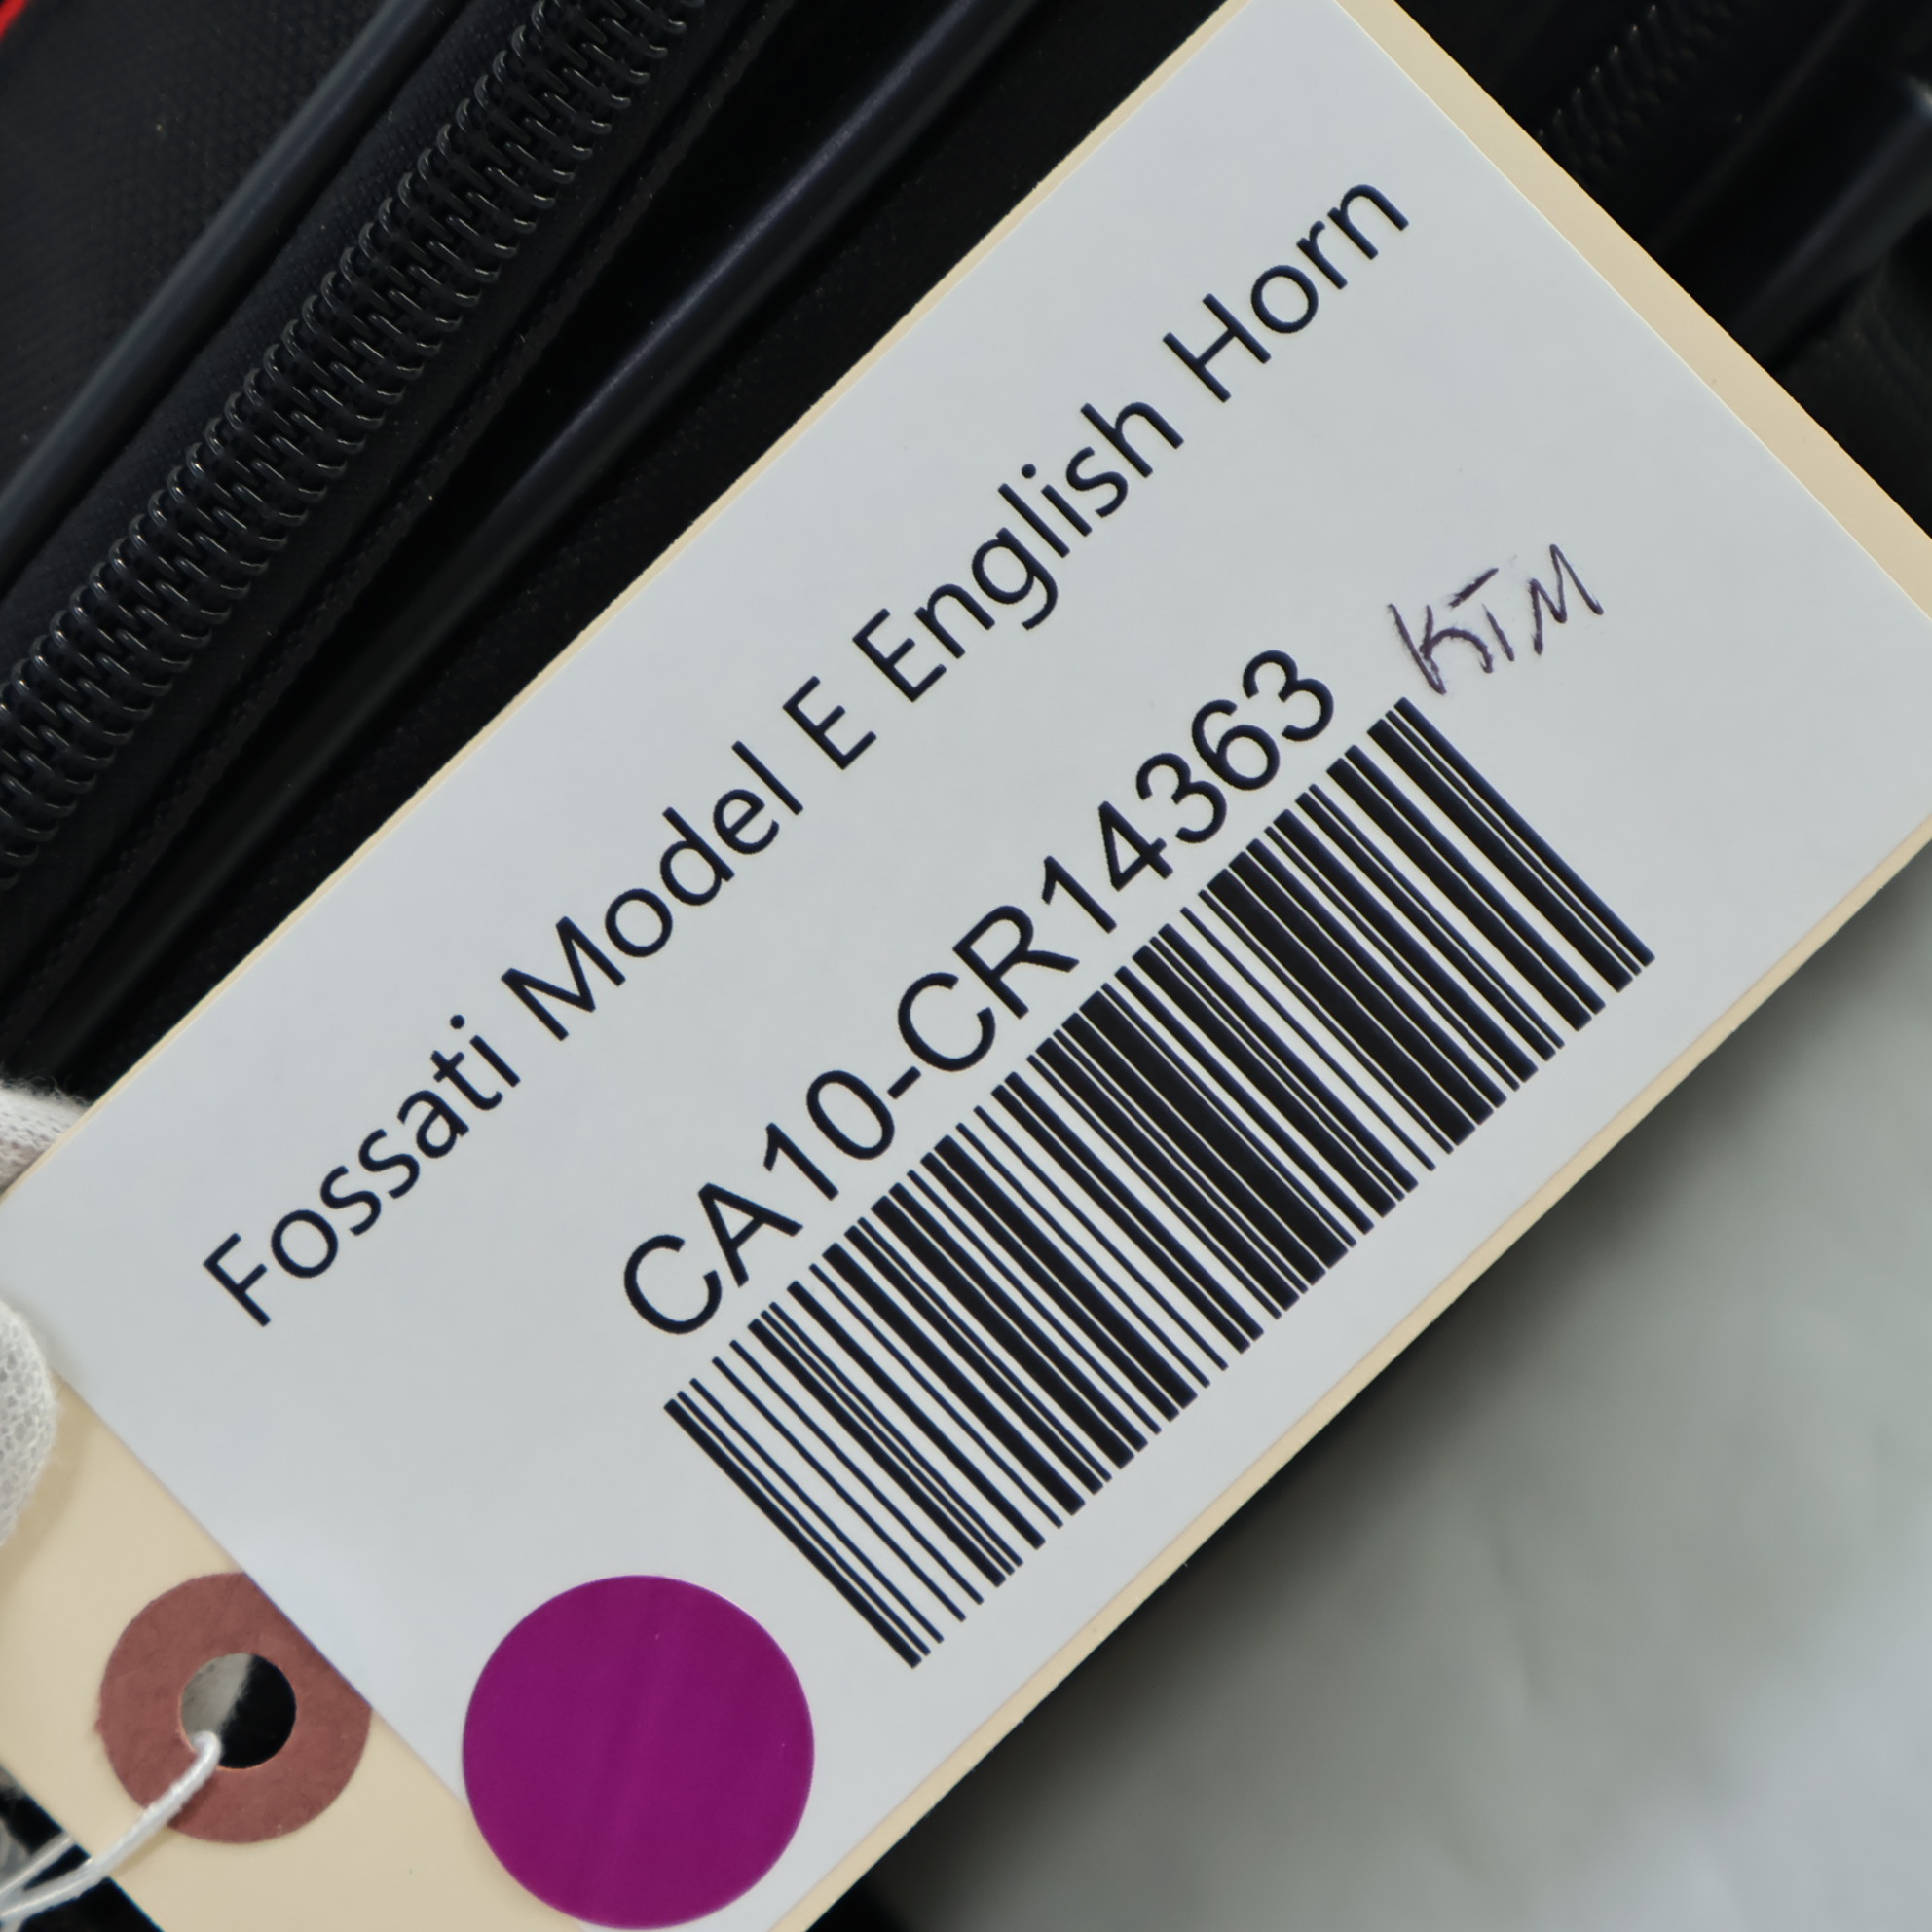 Fossati Model E English Horn
CA10-CR14363
KTM